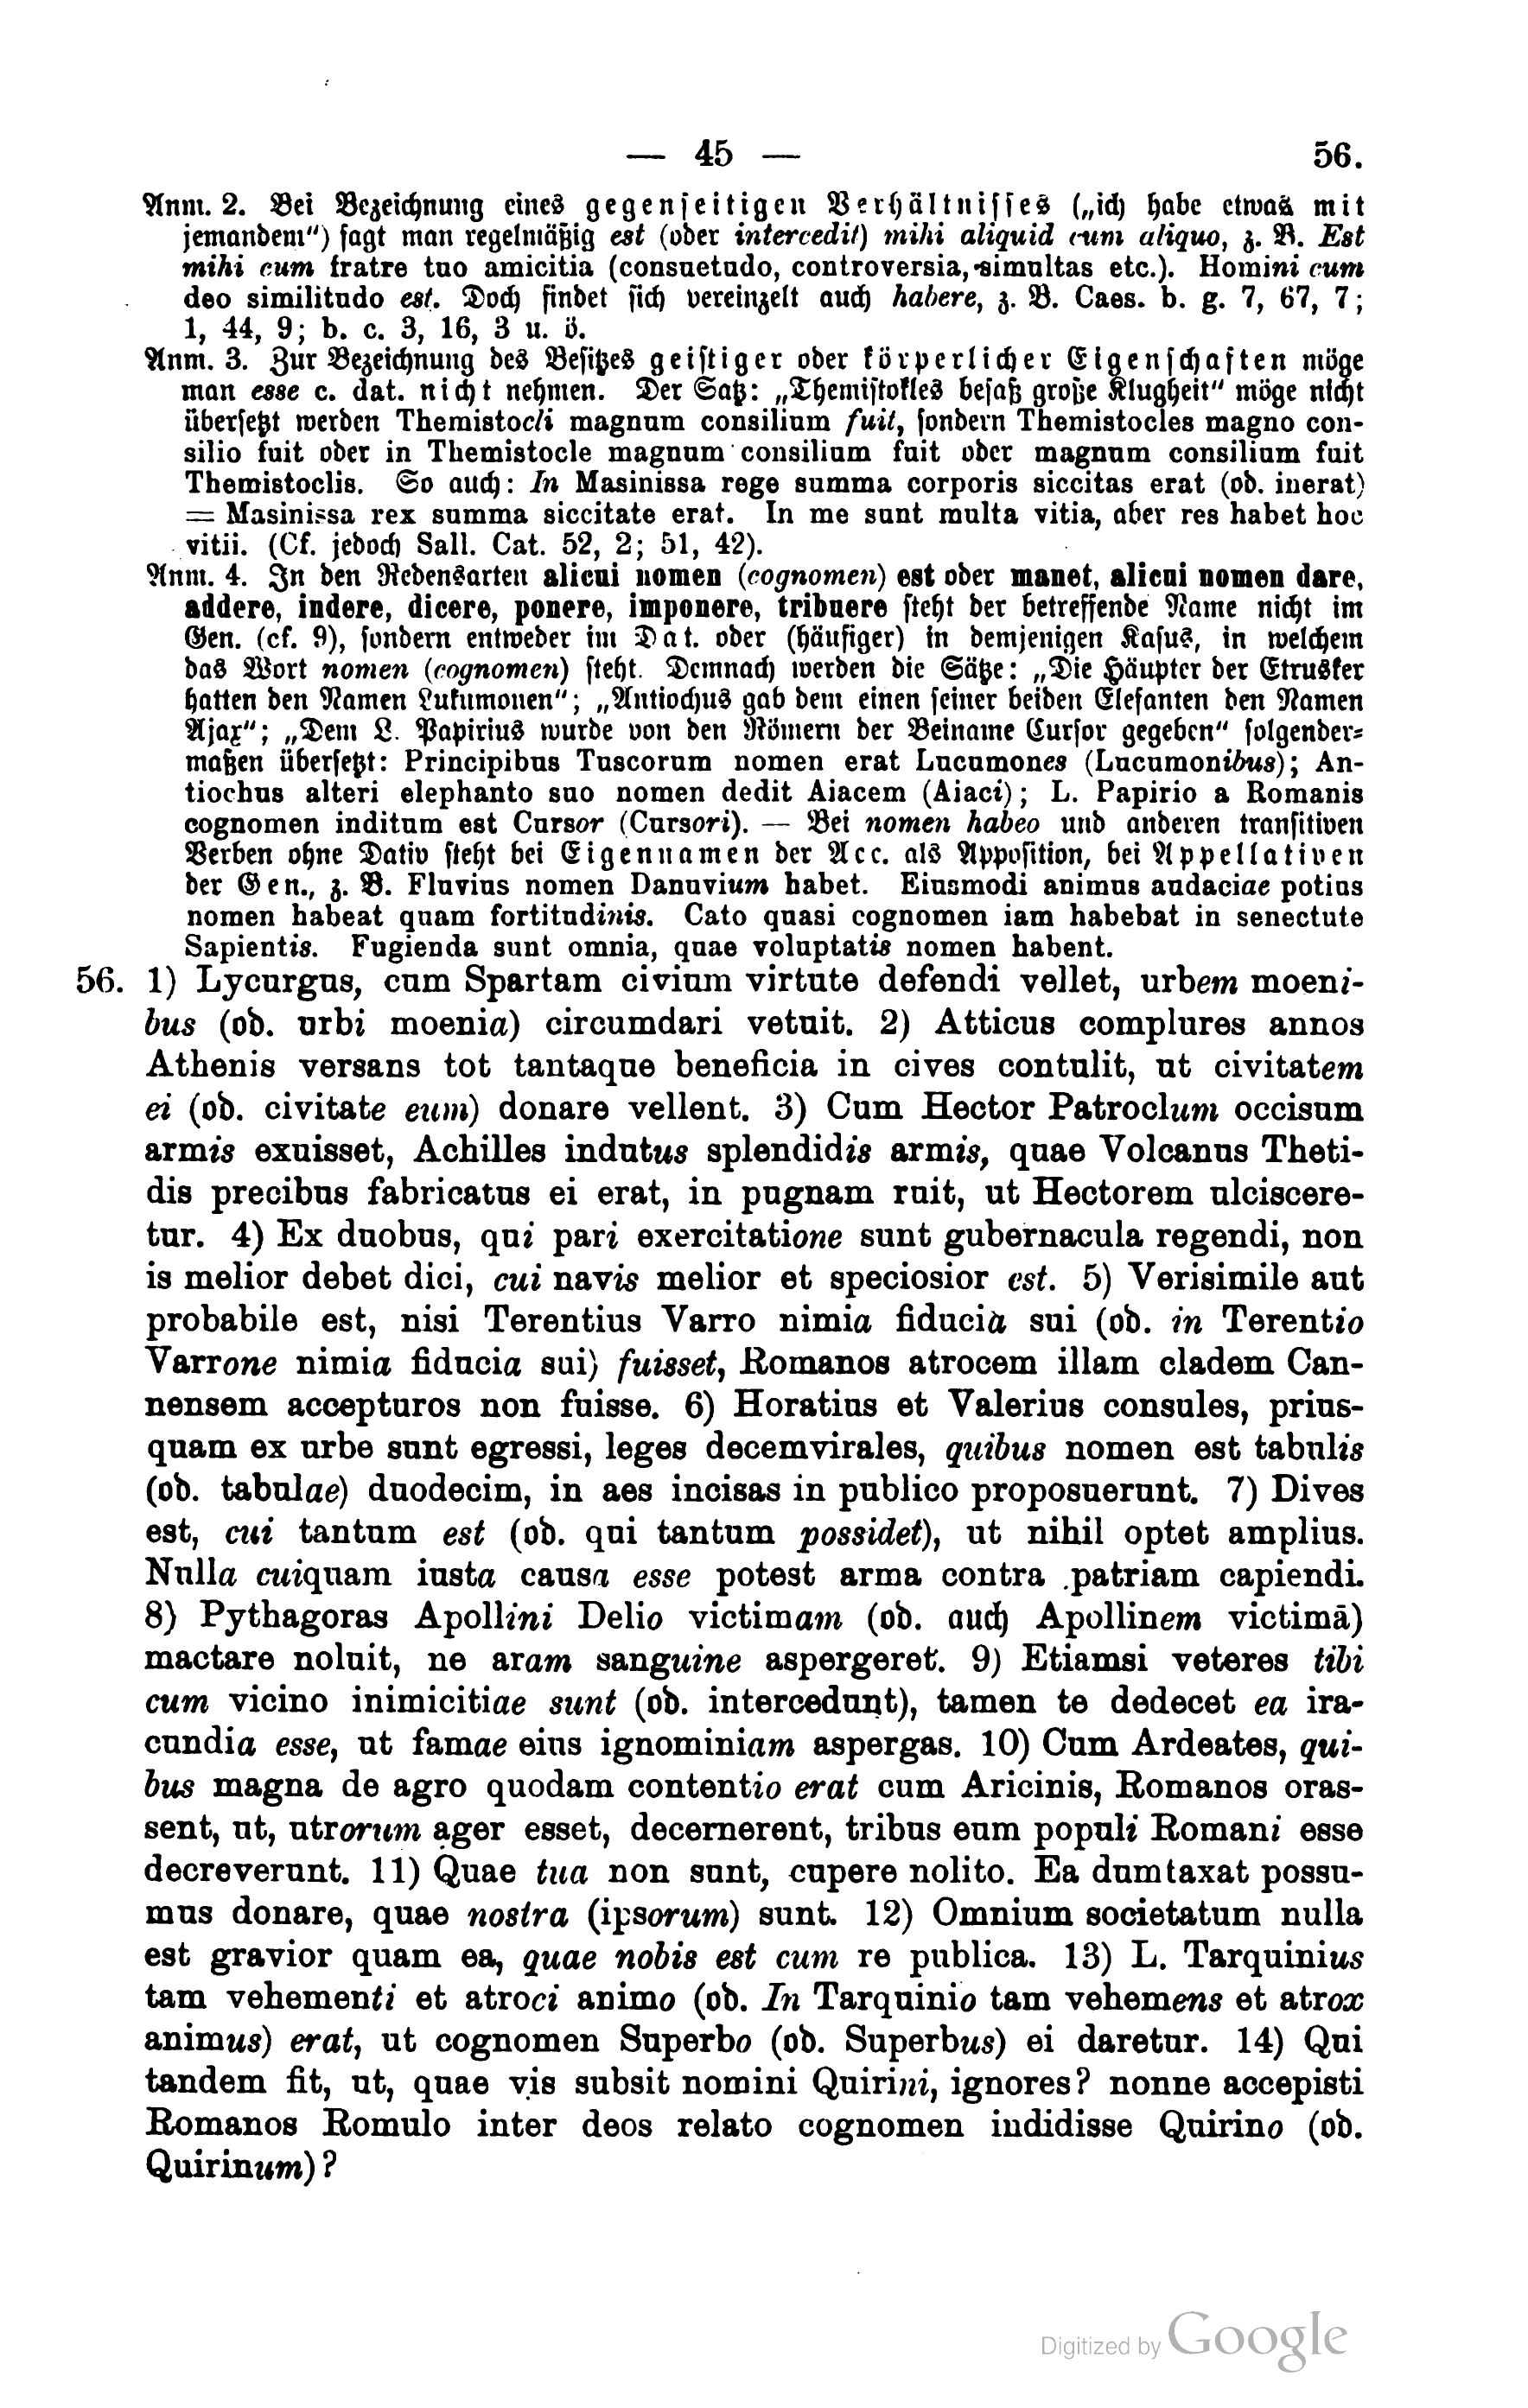 — 45 — 56.
Anm. 2. Bei Bezeichnung eines gegenseitigen Verhältnisses („ich habe etwas mit
jemandem") sagt man regelmäßig est (oder intercedit) mihi aliquid cum aliquo, z. B. Est
mihi cum fratre tuo amicitia (consuetudo, controversia, simultas etc.). Homini cum
deo similitudo est. Doch findet sich vereinzelt auch habere, z. B. Caes. b. g. 7, 67, 7;
1, 44, 9; b. c. 3, 16, 3 u. ö.
Anm. 3. Zur Bezeichnung des Besitzes geistiger oder körperlicher Eigenschaften möge
man esse c. dat. nicht nehmen. Der Satz: „Themistokles besaß große Klugheit" möge nicht
übersetzt werden Themistocli magnum consilium fuit, sondern Themistocles magno con-
silio fuit oder in Themistocle magnum consilium fuit oder magnum consilium fuit
Themistoclis. So auch: In Masinissa rege summa corporis siccitas erat (od. inerat)
= Masinissa rex summa siccitate erat. In me sunt multa vitia, aber res habet hoc
vitii. (Cf. jedoch Sall. Cat. 52, 2; 51, 42).
Anm. 4. In den Redensarten alicui nomen (cognomen) est oder manet, alicui nomen dare,
addere, indere, dicere, ponere, imponere, tribuere steht der betreffende Name nicht im
Gen. (cf. 9), sondern entweder im Dat. oder (häufiger) in demjenigen Kasus, in welchem
das Wort nomen (cognomen) steht. Demnach werden die Sätze: „Die Häupter der Etrusker
hatten den Namen Lukumonen"; „Antiochus gab dem einen seiner beiden Elefanten den Namen
Ajax"; „Dem L. Papirius wurde von den Römern der Beiname Cursor gegeben" folgender-
maßen übersetzt: Principibus Tuscorum nomen erat Lucumones (Lucumonibus); An-
tiochus alteri elephanto suo nomen dedit Aiacem (Aiaci); L. Papirio a Romanis
cognomen inditum est Cursor (Cursori). — Bei nomen habeo und anderen transitiven
Verben ohne Dativ steht bei Eigennamen der Acc. als Apposition, bei Appellativen
der Gen., z. B. Fluvius nomen Danuvium habet. Eiusmodi animus audaciae potius
nomen habeat quam fortitudinis. Cato quasi cognomen iam habebat in senectute
Sapientis. Fugienda sunt omnia, quae voluptatis nomen habent.
56. 1) Lycurgus, cum Spartam civium virtute defendi vellet, urbem moeni-
bus (od. urbi moenia) circumdari vetuit. 2) Atticus complures annos
Athenis versans tot tantaque beneficia in cives contulit, ut civitatem
ei (od. civitate eum) donare vellent. 3) Cum Hector Patroclum occisum
armis exuisset, Achilles indutus splendidis armis, quae Volcanus Theti-
dis precibus fabricatus ei erat, in pugnam ruit, ut Hectorem ulciscere-
tur. 4) Ex duobus, qui pari exercitatione sunt gubernacula regendi, non
is melior debet dici, cui navis melior et speciosior est. 5) Verisimile aut
probabile est, nisi Terentius Varro nimia fiducia sui (od. in Terentio
Varrone nimia fiducia sui) fuisset, Romanos atrocem illam cladem Can-
nensem accepturos non fuisse. 6) Horatius et Valerius consules, prius-
quam ex urbe sunt egressi, leges decemvirales, quibus nomen est tabulis
(od. tabulae) duodecim, in aes incisas in publico proposuerunt. 7) Dives
est, cui tantum est (od. qui tantum possidet), ut nihil optet amplius.
Nulla cuiquam iusta causa esse potest arma contra patriam capiendi.
8) Pythagoras Apollini Delio victimam (od. auch Apollinem victimā)
mactare noluit, ne aram sanguine aspergeret. 9) Etiamsi veteres tibi
cum vicino inimicitiae sunt (od. intercedunt), tamen te dedecet ea ira-
cundia esse, ut famae eius ignominiam aspergas. 10) Cum Ardeates, qui-
bus magna de agro quodam contentio erat cum Aricinis, Romanos oras-
sent, ut, utrorum ager esset, decernerent, tribus eum populi Romani esse
decreverunt. 11) Quae tua non sunt, cupere nolito. Ea dumtaxat possu-
mus donare, quae nostra (ipsorum) sunt. 12) Omnium societatum nulla
est gravior quam ea, quae nobis est cum re publica. 13) L. Tarquinius
tam vehementi et atroci animo (od. In Tarquinio tam vehemens et atrox
animus) erat, ut cognomen Superbo (od. Superbus) ei daretur. 14) Qui
tandem fit, ut, quae vis subsit nomini Quirini, ignores? nonne accepisti
Romanos Romulo inter deos relato cognomen indidisse Quirino (od.
Quirinum)?
Digitized by Google